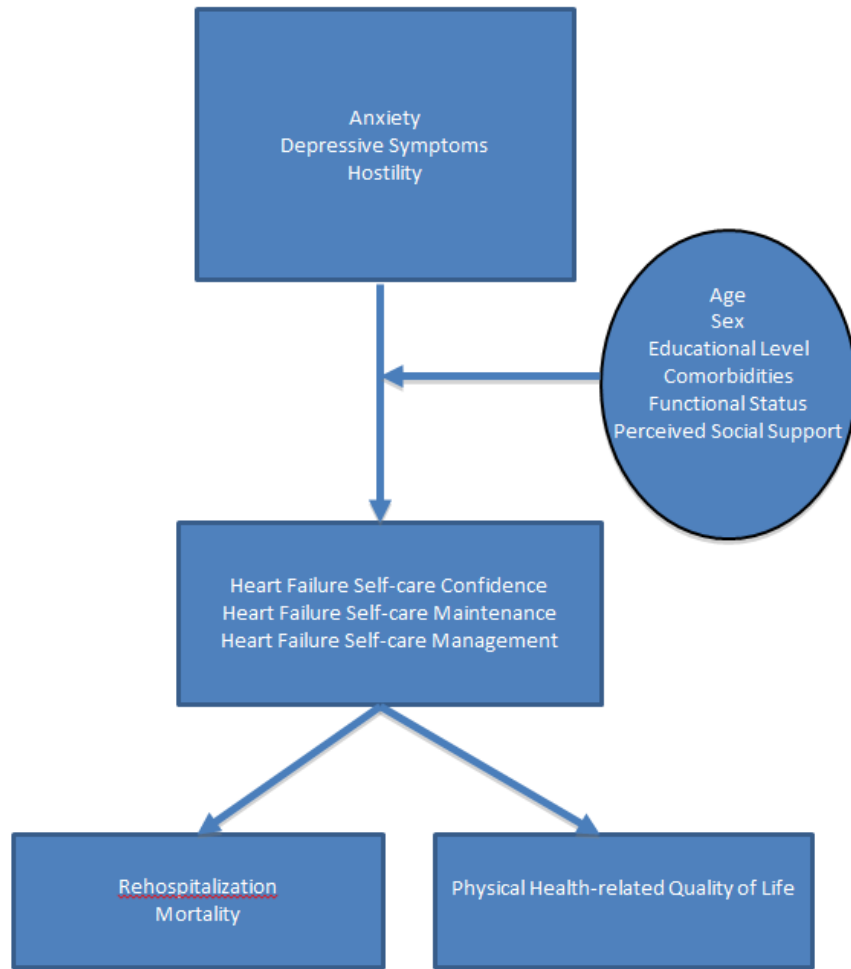 Anxiety
Depressive Symptoms
Hostility
Age
Sex
Educational Level
Comorbidities
Functional Status
Perceived Social Support
Heart Failure Self-care Confidence
Heart Failure Self-care Maintenance
Heart Failure Self-care Management
Rehospitalization
Mortality
Physical Health-related Quality of Life